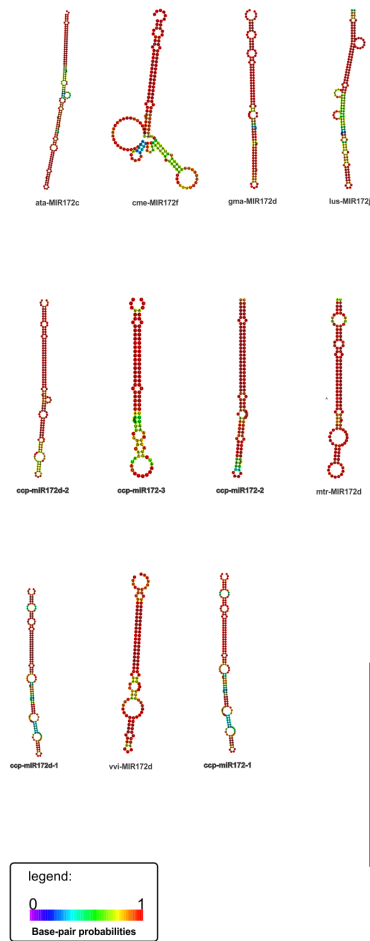 ata-MIR172c cme-MIR172f gma-MIR172d lus-MIR172j
ccp-miR172d-2 ccp-miR172-3 ccp-miR172-2 mtr-MIR172d
ccp-miR172d-1 vvi-MIR172d ccp-miR172-1
legend:
0 1
Base-pair probabilities